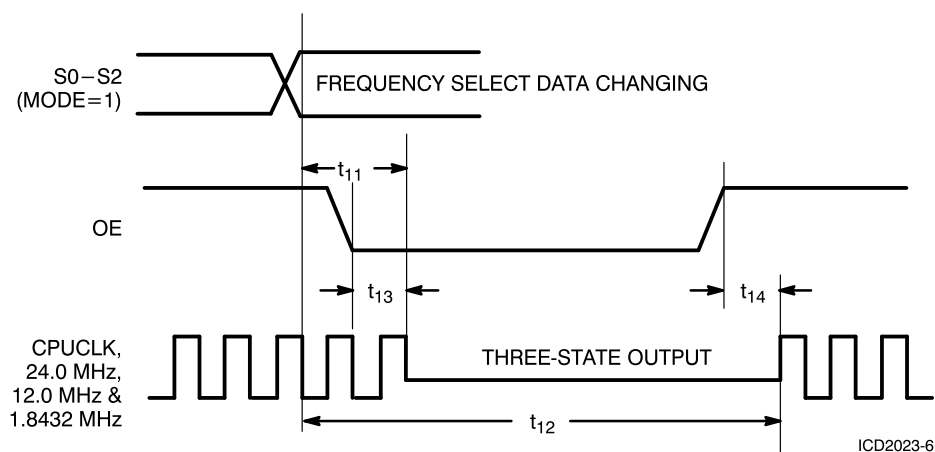 S0−S2
(MODE=1)
FREQUENCY SELECT DATA CHANGING
t11
OE
t13
t14
CPUCLK,
24.0 MHz,
12.0 MHz &
1.8432 MHz
THREE-STATE OUTPUT
t12
ICD2023-6